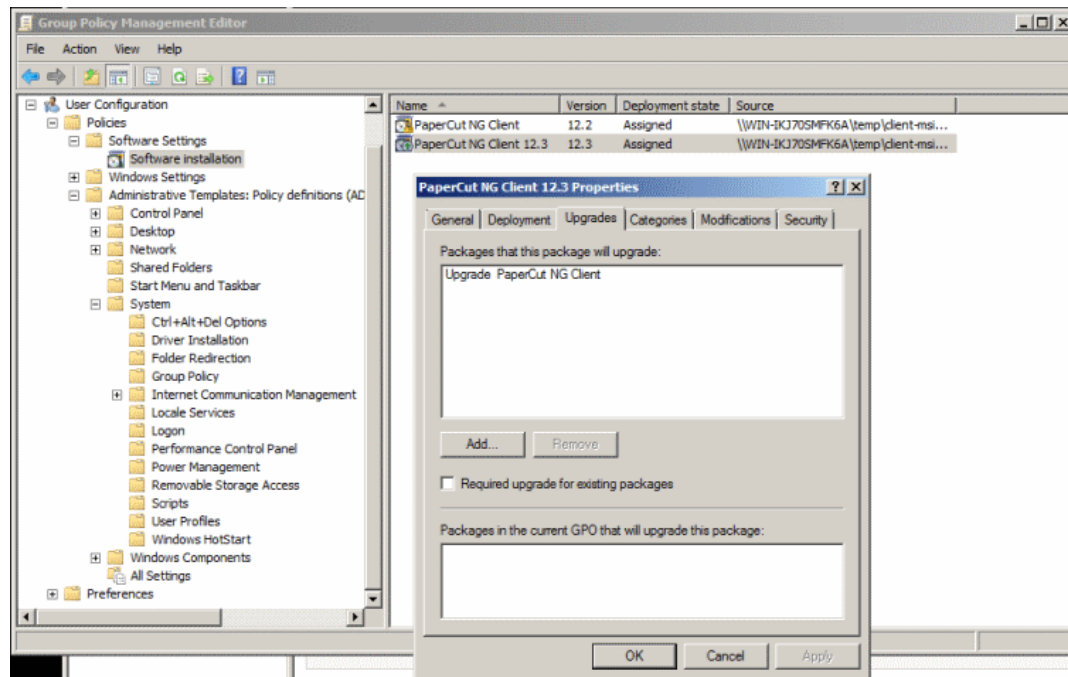 Group Policy Management Editor
File Action View Help
User Configuration
Policies
Software Settings
Software installation
Windows Settings
Administrative Templates: Policy definitions (AD
Control Panel
Desktop
Network
Shared Folders
Start Menu and Taskbar
System
Ctrl+Alt+Del Options
Driver Installation
Folder Redirection
Group Policy
Internet Communication Management
Locale Services
Logon
Performance Control Panel
Power Management
Removable Storage Access
Scripts
User Profiles
Windows HotStart
Windows Components
All Settings
Preferences
Name Version Deployment state Source
PaperCut NG Client 12.2 Assigned \\WIN-IKJ70SMFK6A\temp\client-msi...
PaperCut NG Client 12.3 12.3 Assigned \\WIN-IKJ70SMFK6A\temp\client-msi...
PaperCut NG Client 12.3 Properties
General Deployment Upgrades Categories Modifications Security
Packages that this package will upgrade:
Upgrade PaperCut NG Client
Add... Remove
Required upgrade for existing packages
Packages in the current GPO that will upgrade this package:
OK Cancel Apply